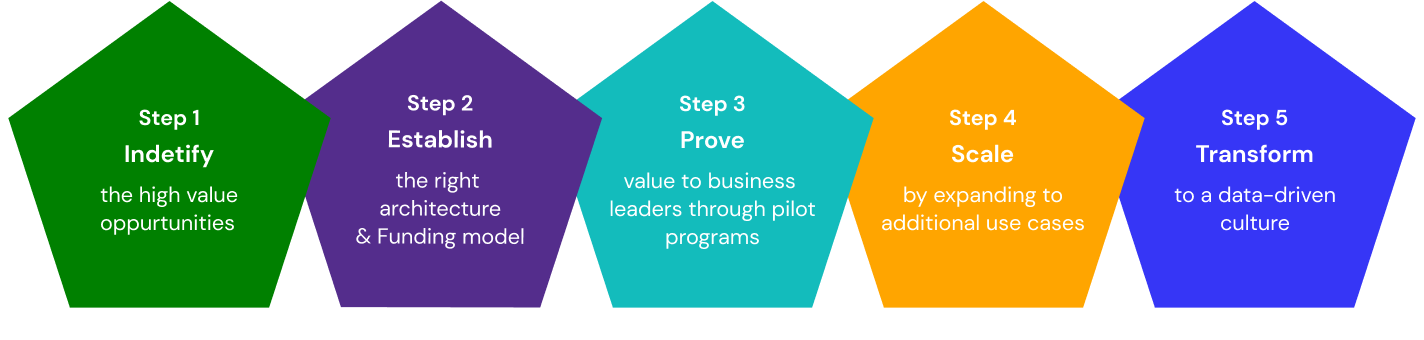 Step 1
Indetify
the high value
oppurtunities
Step 2
Establish
the right
architecture
& Funding model
Step 3
Prove
value to business
leaders through pilot
programs
Step 4
Scale
by expanding to
additional use cases
Step 5
Transform
to a data-driven
culture